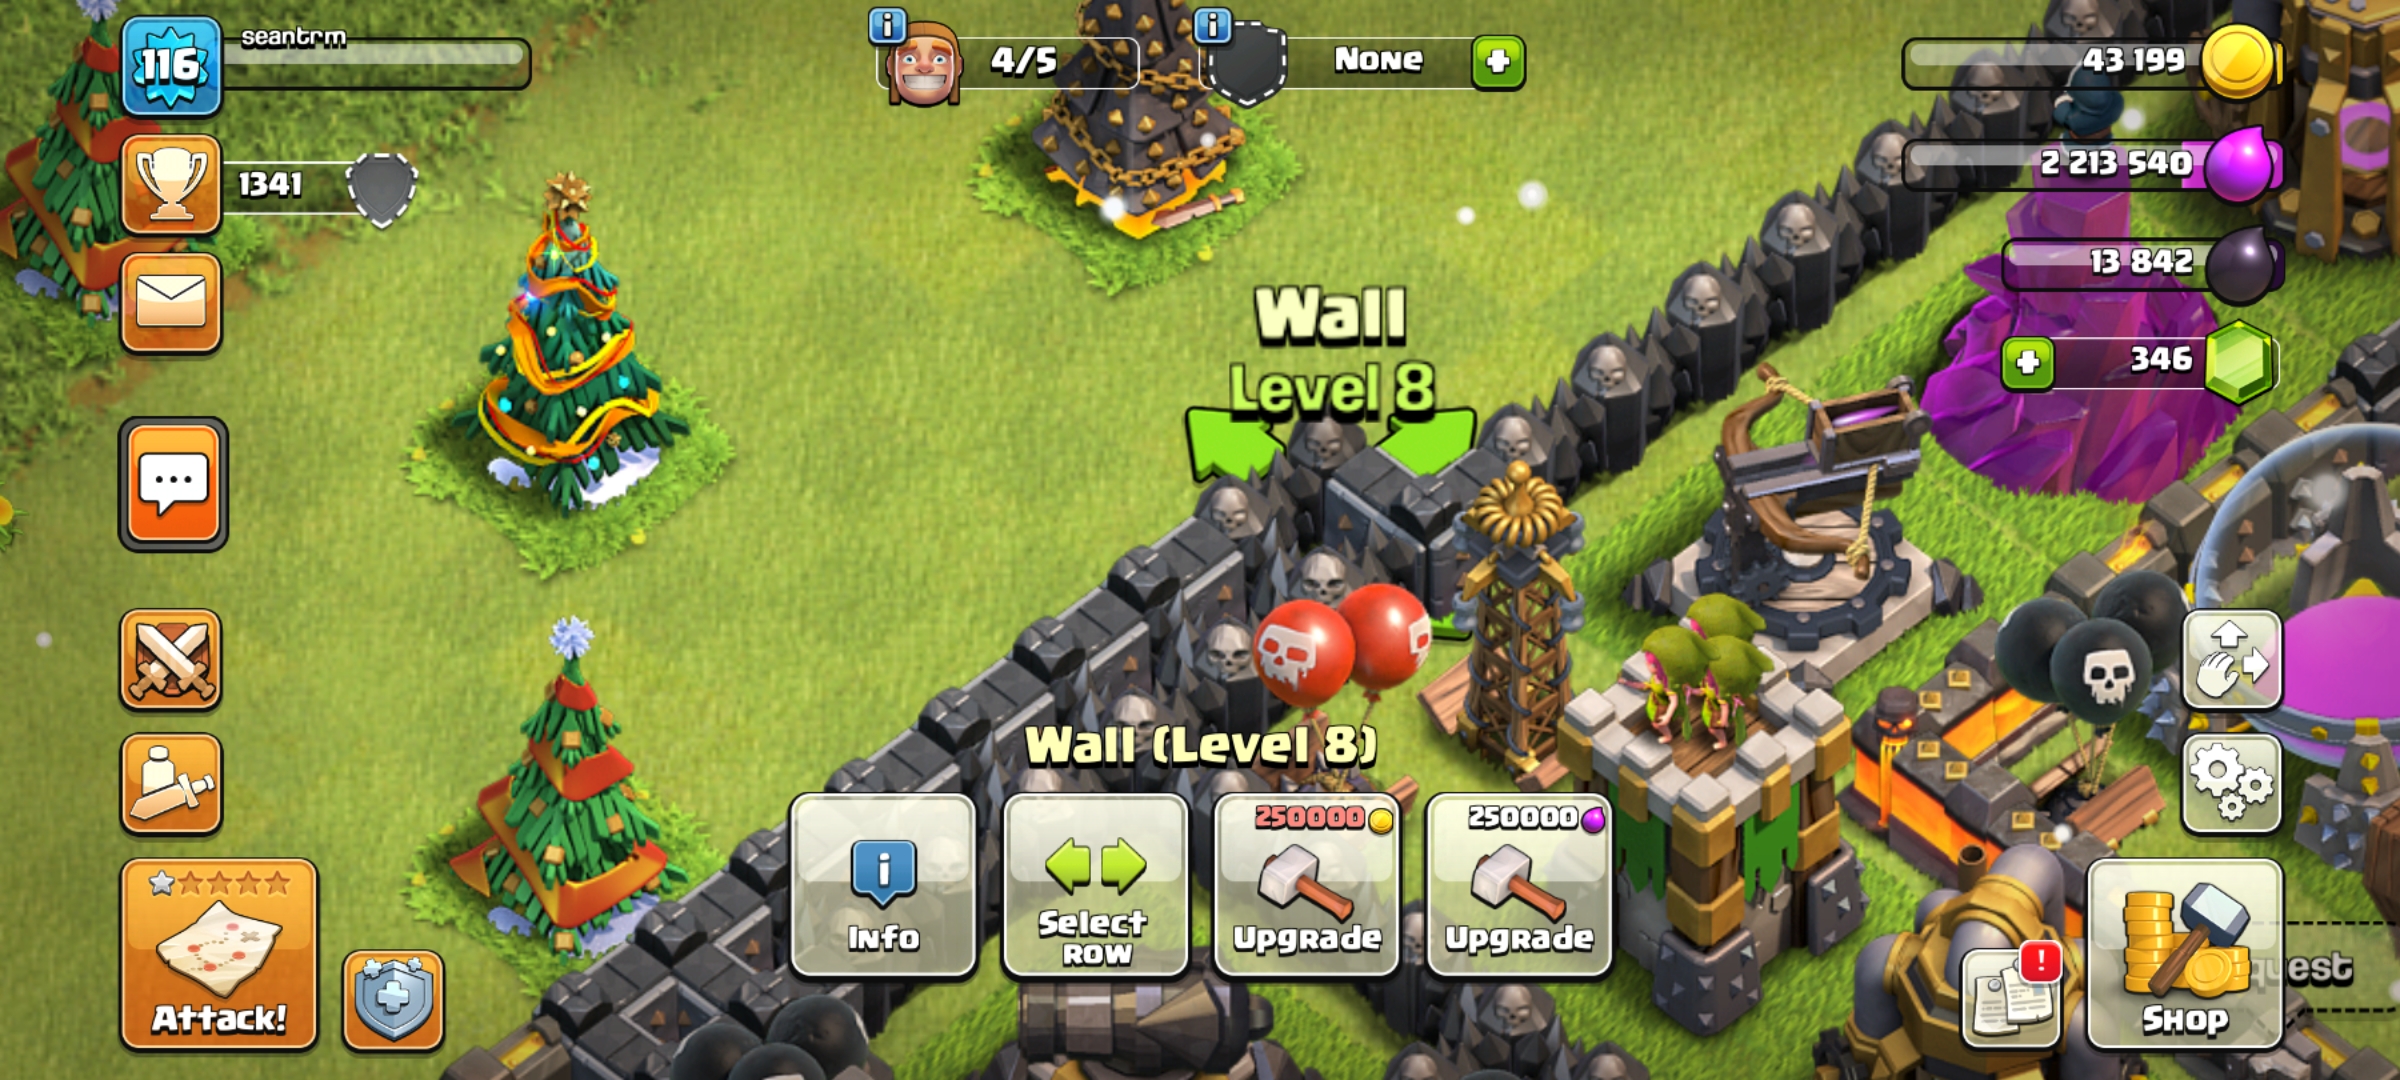 116
seantrm
4/5
None
43 199
1341
2 213 540
13 842
346
Wall
Level 8
Wall (Level 8)
250000
250000
Info
Select
Row
Upgrade
Upgrade
Attack!
!
quest
Shop